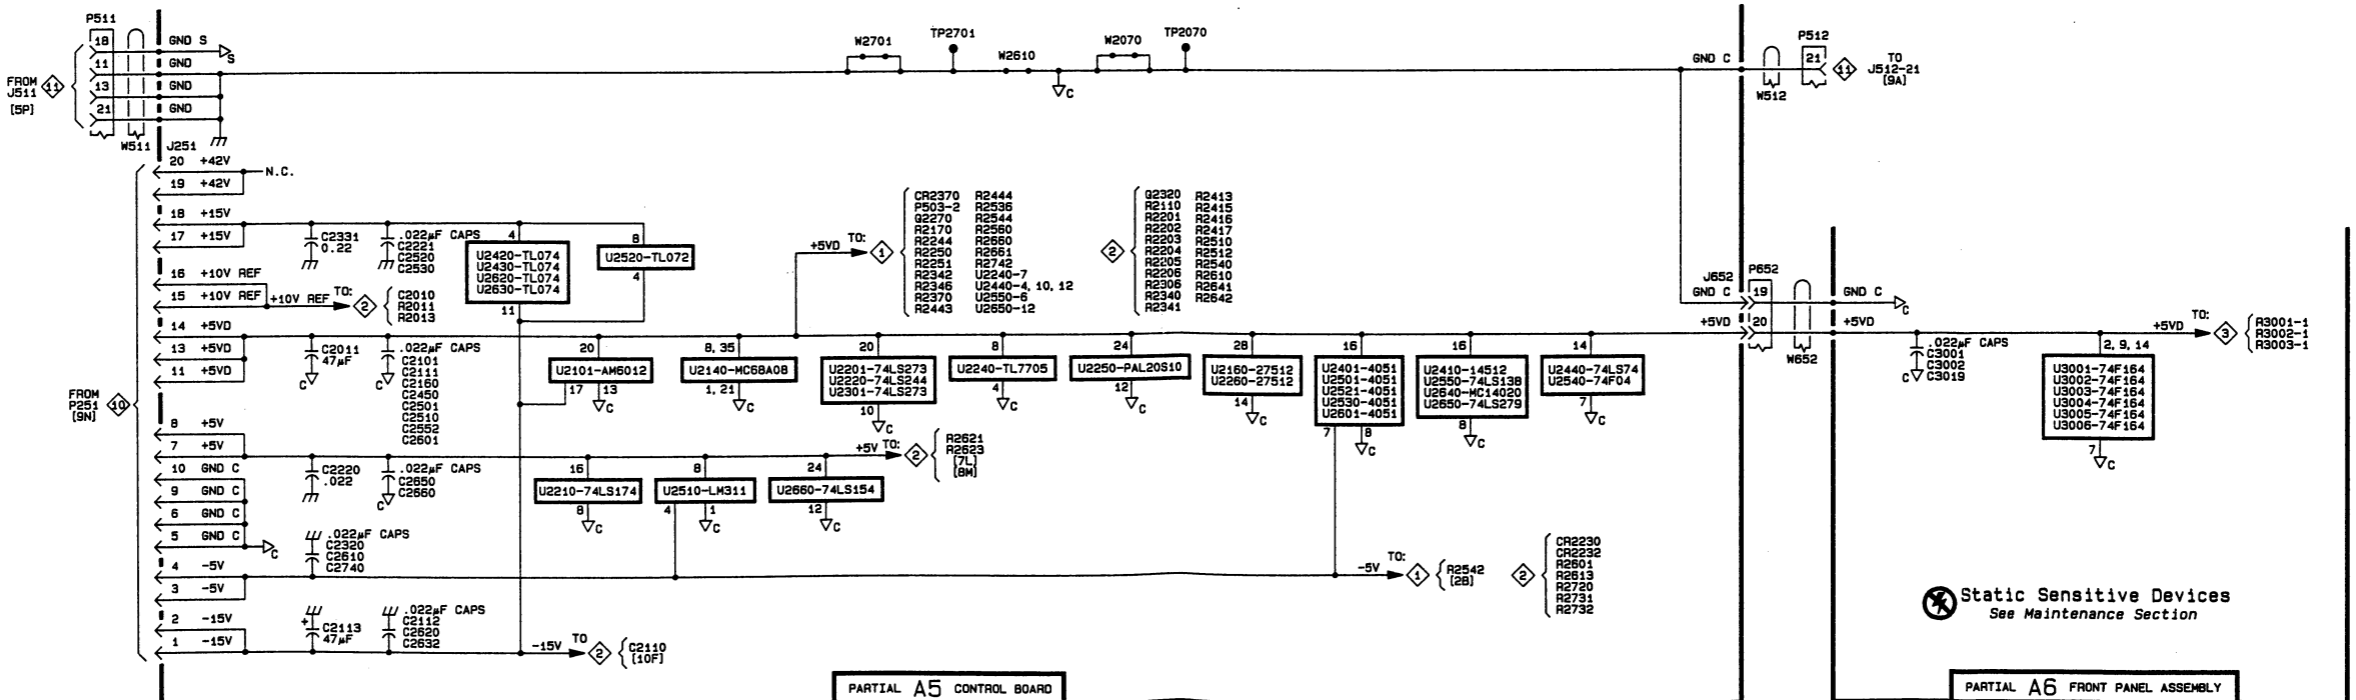 P511
18 GND S
S
11 GND
13 GND
21 GND
FROM
J511
[5P]
11
W511
J251
W2701
TP2701
W2610
C
W2070
TP2070
GND C
P512
21
W512
11
TO
J512-21
[9A]
20 +42V
N.C.
19 +42V
18 +15V
17 +15V
16 +10V REF
15 +10V REF
+10V REF
TO:
2
C2010
R2011
R2013
14 +5VD
13 +5VD
11 +5VD
FROM
P251
[9N]
10
8 +5V
7 +5V
10 GND C
9 GND C
6 GND C
5 GND C
C
4 -5V
3 -5V
2 -15V
1 -15V
C2331
0.22
.022µF CAPS
C2221
C2520
C2530
4
U2420-TL074
U2430-TL074
U2620-TL074
U2630-TL074
11
8
U2520-TL072
4
+5VD
TO:
1
CR2370 R2444
P503-2 R2536
Q2270 R2544
R2170 R2560
R2244 R2660
R2250 R2661
R2251 R2742
R2342 U2240-7
R2346 U2440-4, 10, 12
R2370 U2550-6
R2443 U2650-12
2
Q2320 R2413
R2110 R2415
R2201 R2416
R2202 R2417
R2203 R2510
R2204 R2512
R2205 R2540
R2206 R2610
R2306 R2641
R2340 R2642
R2341
C2011
47µF
C
.022µF CAPS
C2101
C2111
C2160
C2450
C2501
C2510
C2552
C2601
C
20
U2101-AM6012
17 13
C
8, 35
U2140-MC68A08
1, 21
C
20
U2201-74LS273
U2220-74LS244
U2301-74LS273
10
C
8
U2240-TL7705
4
C
24
U2250-PAL20S10
12
C
28
U2160-27512
U2260-27512
14
C
16
U2401-4051
U2501-4051
U2521-4051
U2530-4051
U2601-4051
7 8
C
16
U2410-14512
U2550-74LS138
U2640-MC14020
U2650-74LS279
8
C
14
U2440-74LS74
U2540-74F04
7
C
+5VD
J652
GND C
P652
19
20
W652
GND C
C
+5VD
.022µF CAPS
C3001
C3002
C3019
C
2, 9, 14
U3001-74F164
U3002-74F164
U3003-74F164
U3004-74F164
U3005-74F164
U3006-74F164
7
C
+5VD
TO:
3
R3001-1
R3002-1
R3003-1
C2220
.022
.022µF CAPS
C2650
C2660
C
16
U2210-74LS174
8
C
8
U2510-LM311
4 1
C
24
U2660-74LS154
12
C
+5V
TO:
2
R2621
R2623
[7L]
[8M]
.022µF CAPS
C2320
C2610
C2740
-5V
TO:
1
R2542
[2B]
2
CR2230
CR2232
R2601
R2613
R2720
R2731
R2732
+
C2113
47µF
.022µF CAPS
C2112
C2620
C2632
-15V
TO
2
C2110
[10F]
Static Sensitive Devices
See Maintenance Section
PARTIAL A5 CONTROL BOARD
PARTIAL A6 FRONT PANEL ASSEMBLY